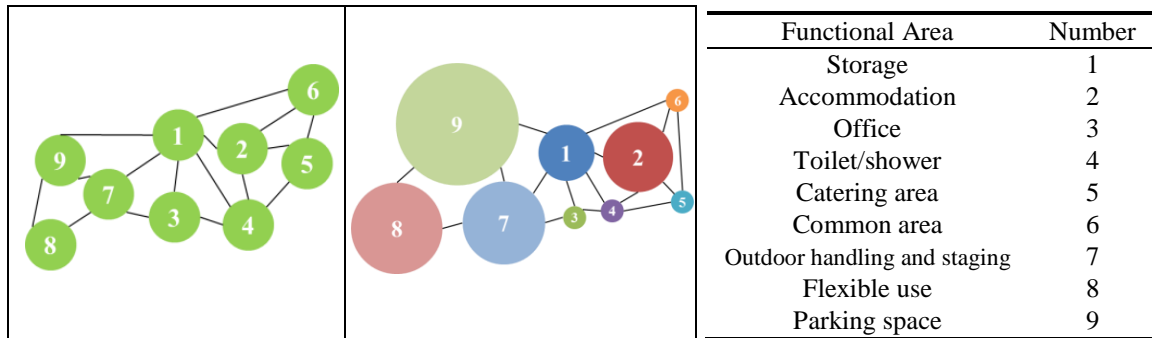 6
1
2
9
5
7
3
4
8
6
9
1
2
5
4
3
7
8
Functional Area Number
Storage 1
Accommodation 2
Office 3
Toilet/shower 4
Catering area 5
Common area 6
Outdoor handling and staging 7
Flexible use 8
Parking space 9